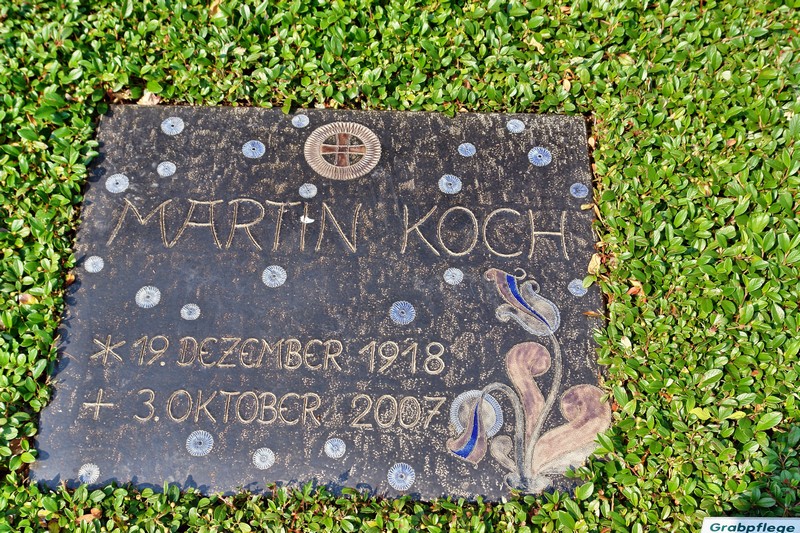 MARTIN KOCH
* 19. DEZEMBER 1918
+ 3. OKTOBER 2007
Grabpflege